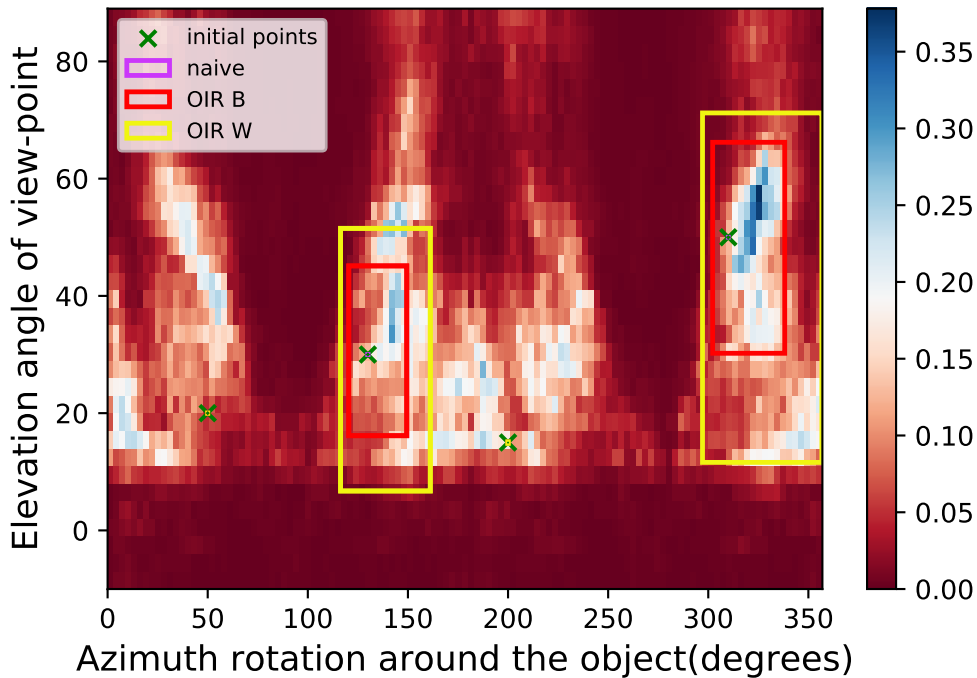 initial points
naive
OIR B
OIR W
Elevation angle of view-point
80
60
40
20
0
0 50 100 150 200 250 300 350
Azimuth rotation around the object(degrees)
0.35
0.30
0.25
0.20
0.15
0.10
0.05
0.00